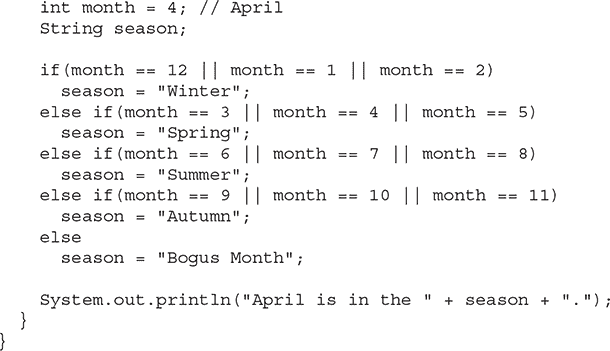 int month = 4; // April
String season;
if(month == 12 || month == 1 || month == 2)
season = "Winter";
else if(month == 3 || month == 4 || month == 5)
season = "Spring";
else if(month == 6 || month == 7 || month == 8)
season = "Summer";
else if(month == 9 || month == 10 || month == 11)
season = "Autumn";
else
season = "Bogus Month";
System.out.println("April is in the " + season + ".");
}
}